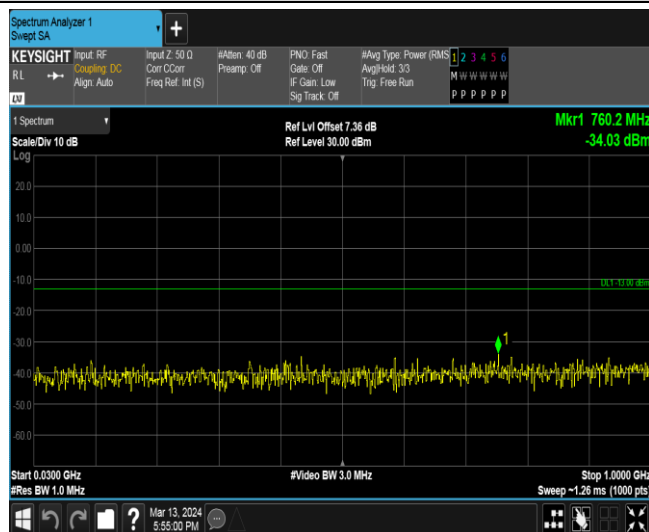 Spectrum Analyzer 1
Swept SA
KEYSIGHT Input: RF Input Z: 50 Ω #Atten: 40 dB PNO: Fast #Avg Type: Power (RMS 1 2 3 4 5 6
RL Coupling: DC Corr CCorr Preamp: Off Gate: Off Avg|Hold: 3/3 M W W W W W
Align: Auto Freq Ref: Int (S) IF Gain: Low Trig: Free Run
LXI Sig Track: Off P P P P P P
1 Spectrum Ref Lvl Offset 7.36 dB Mkr1 760.2 MHz
Scale/Div 10 dB Ref Level 30.00 dBm -34.03 dBm
Log
20.0
10.0
0.00
-10.0 DL1 -13.00 dBm
-20.0
-30.0 1
-40.0
-50.0
-60.0
Start 0.0300 GHz #Video BW 3.0 MHz Stop 1.0000 GHz
#Res BW 1.0 MHz Sweep ~1.26 ms (1000 pts)
? Mar 13, 2024
5:55:00 PM